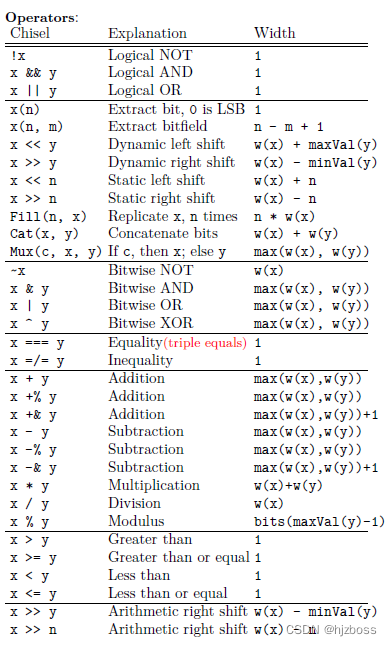 Operators:
Chisel Explanation Width
!x Logical NOT 1
x && y Logical AND 1
x || y Logical OR 1
x(n) Extract bit, 0 is LSB 1
x(n, m) Extract bitfield n - m + 1
x << y Dynamic left shift w(x) + maxVal(y)
x >> y Dynamic right shift w(x) - minVal(y)
x << n Static left shift w(x) + n
x >> n Static right shift w(x) - n
Fill(n, x) Replicate x, n times n * w(x)
Cat(x, y) Concatenate bits w(x) + w(y)
Mux(c, x, y) If c, then x; else y max(w(x), w(y))
~x Bitwise NOT w(x)
x & y Bitwise AND max(w(x), w(y))
x | y Bitwise OR max(w(x), w(y))
x ^ y Bitwise XOR max(w(x), w(y))
x === y Equality(triple equals) 1
x =/= y Inequality 1
x + y Addition max(w(x),w(y))
x +% y Addition max(w(x),w(y))
x +& y Addition max(w(x),w(y))+1
x - y Subtraction max(w(x),w(y))
x -% y Subtraction max(w(x),w(y))
x -& y Subtraction max(w(x),w(y))+1
x * y Multiplication w(x)+w(y)
x / y Division w(x)
x % y Modulus bits(maxVal(y)-1)
x > y Greater than 1
x >= y Greater than or equal 1
x < y Less than 1
x <= y Less than or equal 1
x >> y Arithmetic right shift w(x) - minVal(y)
x >> n Arithmetic right shift w(x) - n
CSDN @hjzboss